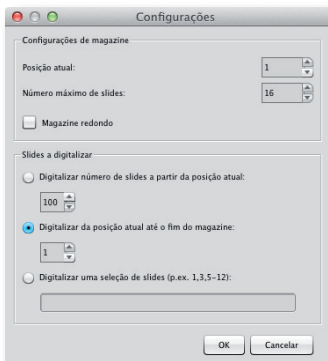 Configurações
Configurações de magazine
Posição atual:
1
Número máximo de slides:
16
Magazine redondo
Slides a digitalizar
Digitalizar número de slides a partir da posição atual:
100
Digitalizar da posição atual até o fim do magazine:
1
Digitalizar uma seleção de slides (p.ex. 1,3,5-12):
OK
Cancelar